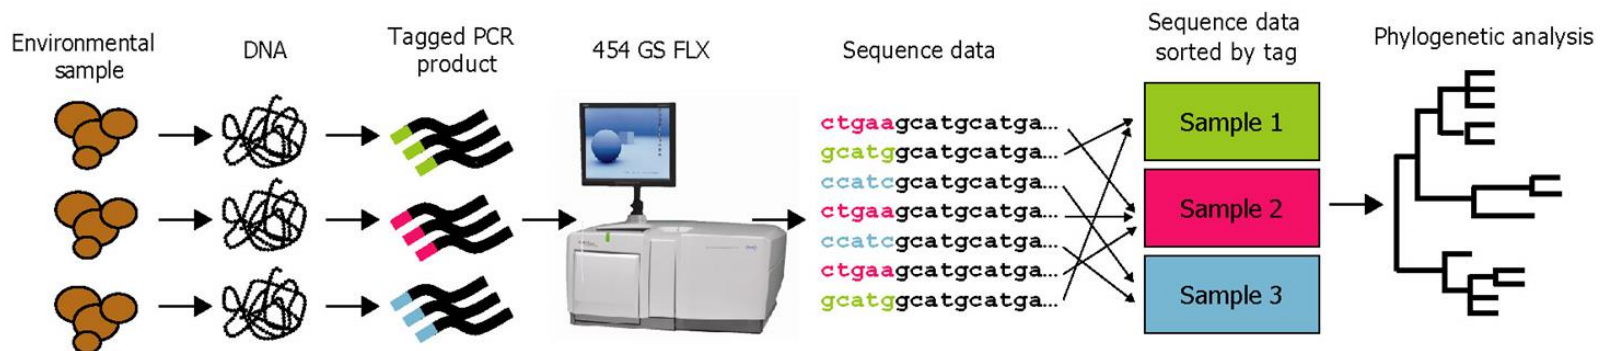 Environmental
sample
DNA
Tagged PCR
product
454 GS FLX
Sequence data
Sequence data
sorted by tag
Phylogenetic analysis
ctgaagcatgcatga...
gcatggcatgcatga...
ccatcgcatgcatga...
ctgaagcatgcatga...
ccatcgcatgcatga...
ctgaagcatgcatga...
gcatggcatgcatga...
Sample 1
Sample 2
Sample 3